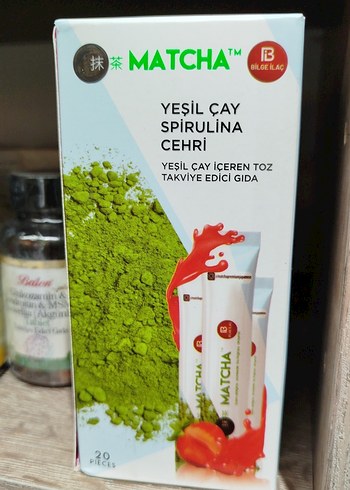 抹 茶 MATCHA™
B
BİLGE İLAÇ
YEŞİL ÇAY
SPİRULİNA
CEHRİ
YEŞİL ÇAY İÇEREN TOZ
TAKVİYE EDİCİ GIDA
Balen
B
MATCHA
20
PIECES